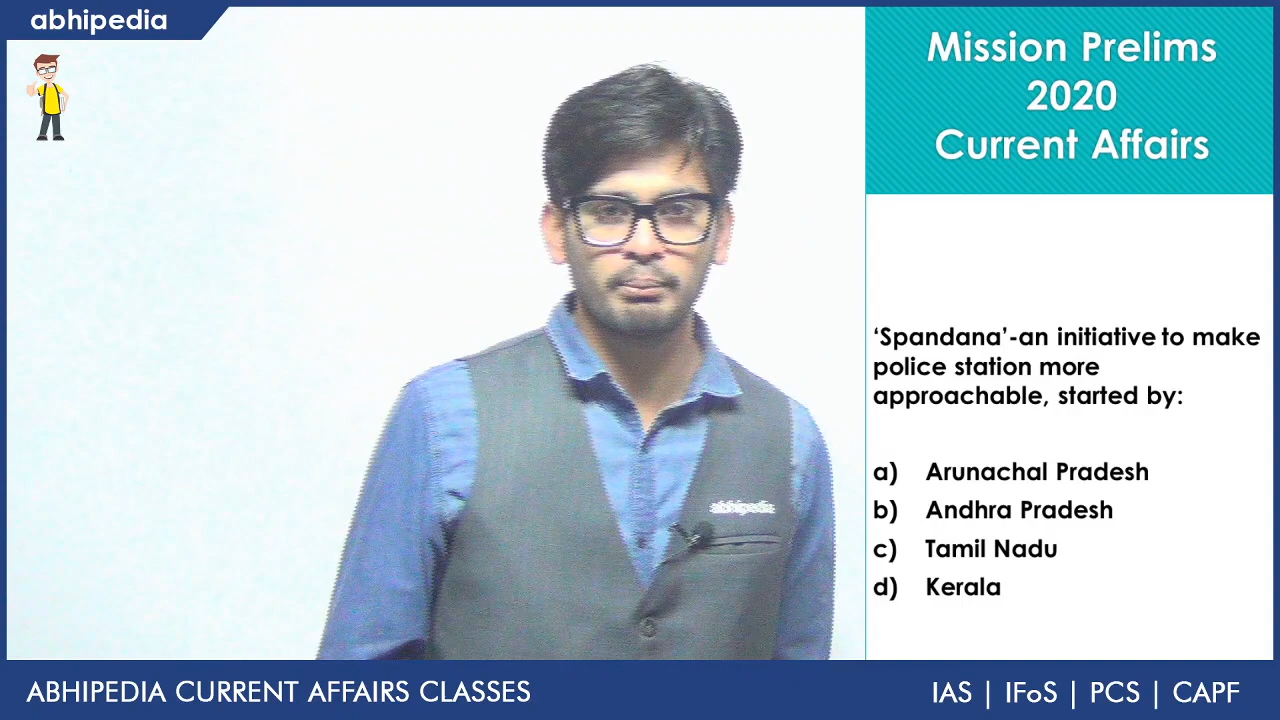 abhipedia
Mission Prelims
2020
Current Affairs
‘Spandana’-an initiative to make
police station more
approachable, started by:
a) Arunachal Pradesh
b) Andhra Pradesh
c) Tamil Nadu
d) Kerala
abhipedia
ABHIPEDIA CURRENT AFFAIRS CLASSES
IAS | IFoS | PCS | CAPF